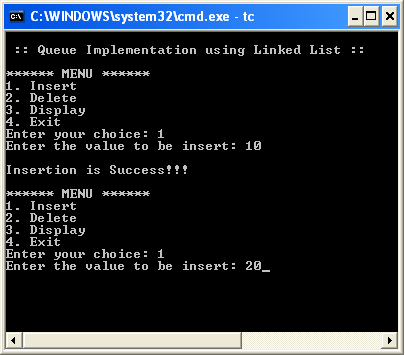 C:\WINDOWS\system32\cmd.exe - tc
:: Queue Implementation using Linked List ::
****** MENU ******
1. Insert
2. Delete
3. Display
4. Exit
Enter your choice: 1
Enter the value to be insert: 10
Insertion is Success!!!
****** MENU ******
1. Insert
2. Delete
3. Display
4. Exit
Enter your choice: 1
Enter the value to be insert: 20_